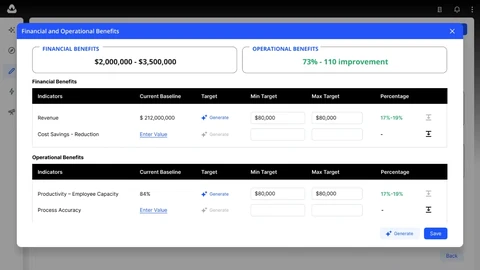 Financial and Operational Benefits
FINANCIAL BENEFITS
$2,000,000 - $3,500,000
OPERATIONAL BENEFITS
73% - 110 improvement
Financial Benefits
Indicators Current Baseline Target Min Target Max Target Percentage
Revenue $ 212,000,000 Generate $80,000 $80,000 17%-19%
Cost Savings - Reduction Enter Value Generate -
Operational Benefits
Indicators Current Baseline Target Min Target Max Target Percentage
Productivity – Employee Capacity 84% Generate $80,000 $80,000 17%-19%
Process Accuracy Enter Value Generate -
Generate Save
Back